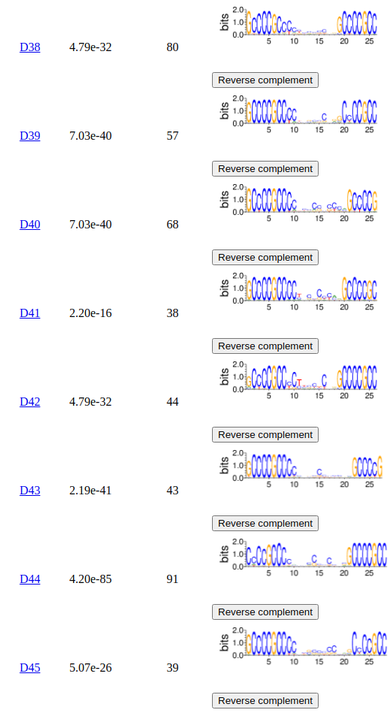 2.0
1.0
0.0
bits
5 10 15 20 25
D38 4.79e-32 80
Reverse complement
2.0
1.0
0.0
bits
5 10 15 20 25
D39 7.03e-40 57
Reverse complement
2.0
1.0
0.0
bits
5 10 15 20 25
D40 7.03e-40 68
Reverse complement
2.0
1.0
0.0
bits
5 10 15 20 25
D41 2.20e-16 38
Reverse complement
2.0
1.0
0.0
bits
5 10 15 20 25
D42 4.79e-32 44
Reverse complement
2.0
1.0
0.0
bits
5 10 15 20 25
D43 2.19e-41 43
Reverse complement
2.0
1.0
0.0
bits
5 10 15 20 25
D44 4.20e-85 91
Reverse complement
2.0
1.0
0.0
bits
5 10 15 20 25
D45 5.07e-26 39
Reverse complement